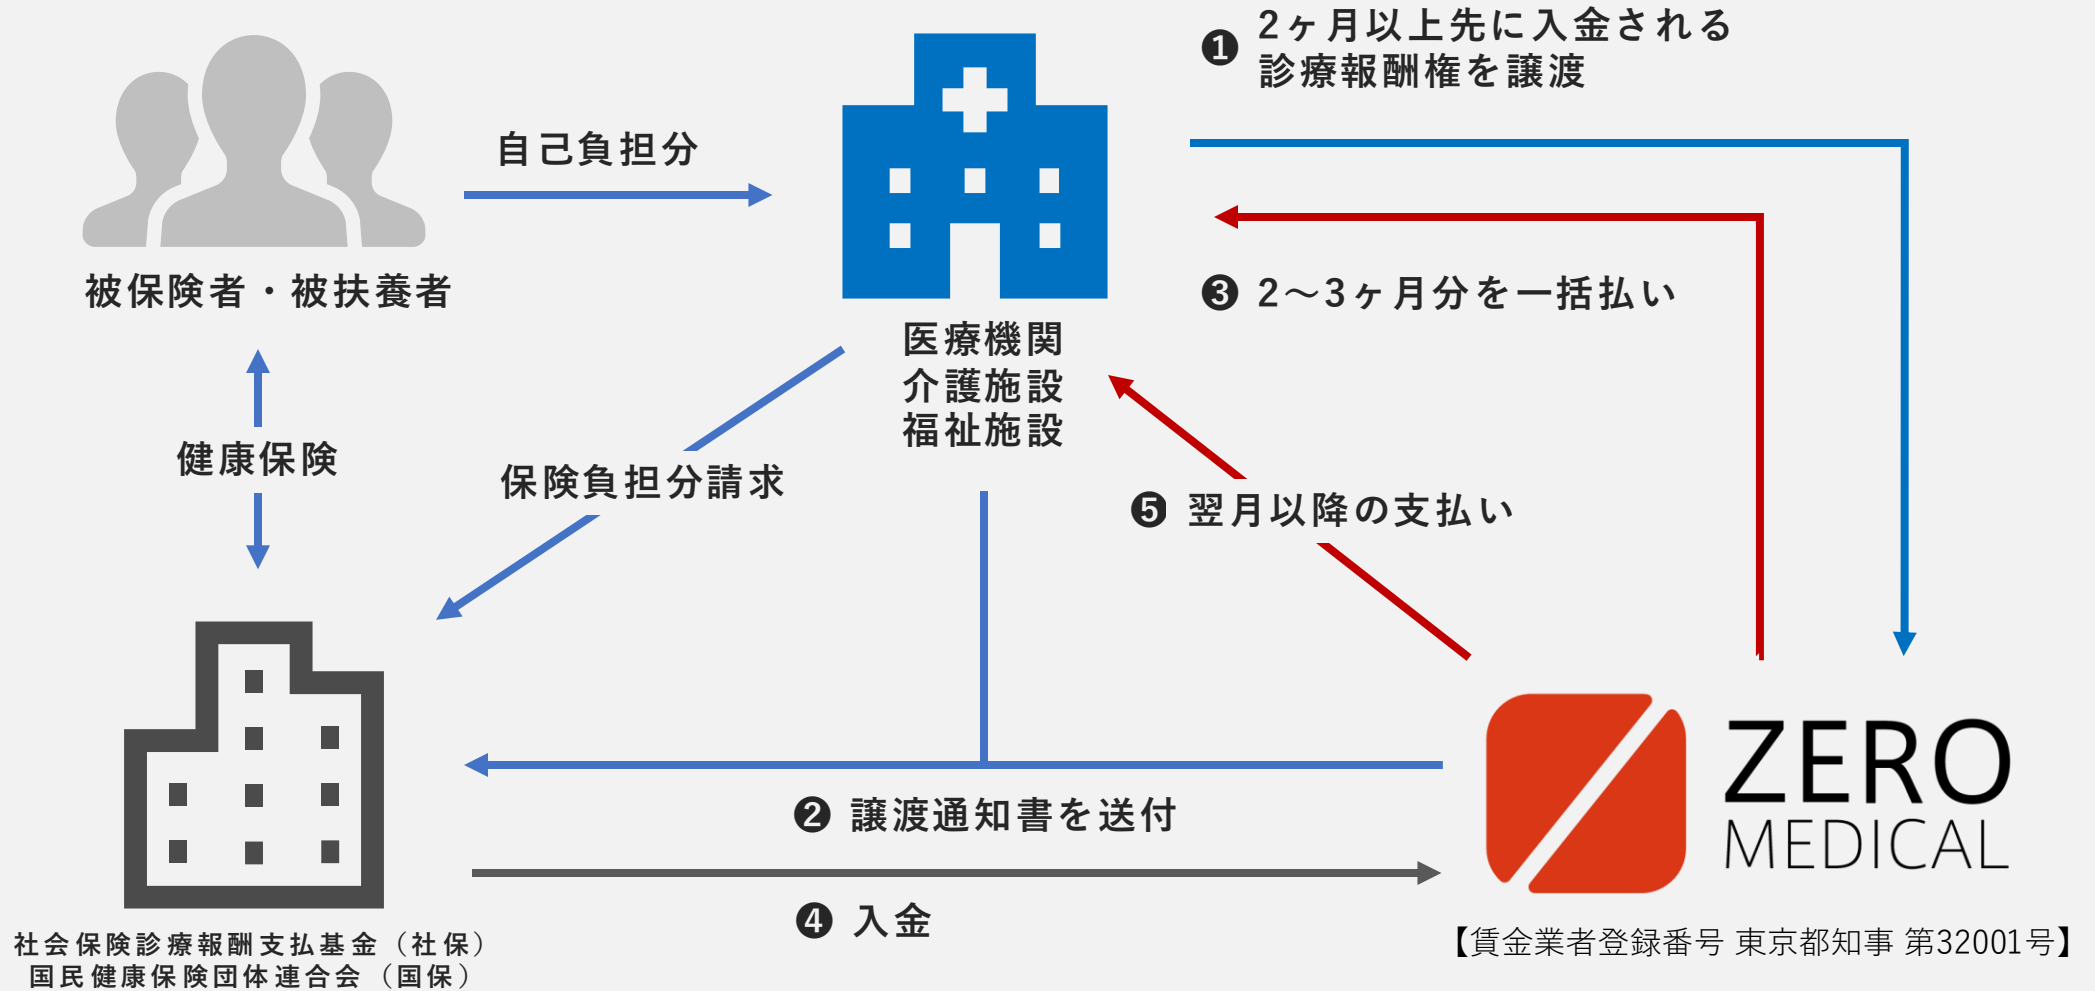 ❶ 2ヶ月以上先に入金される
診療報酬権を譲渡
自己負担分
被保険者・被扶養者
❸ 2〜3ヶ月分を一括払い
医療機関
介護施設
福祉施設
健康保険
保険負担分請求
❺ 翌月以降の支払い
ZERO
MEDICAL
❷ 譲渡通知書を送付
❹ 入金
社会保険診療報酬支払基金（社保）
国民健康保険団体連合会（国保）
【賃金業者登録番号 東京都知事 第32001号】